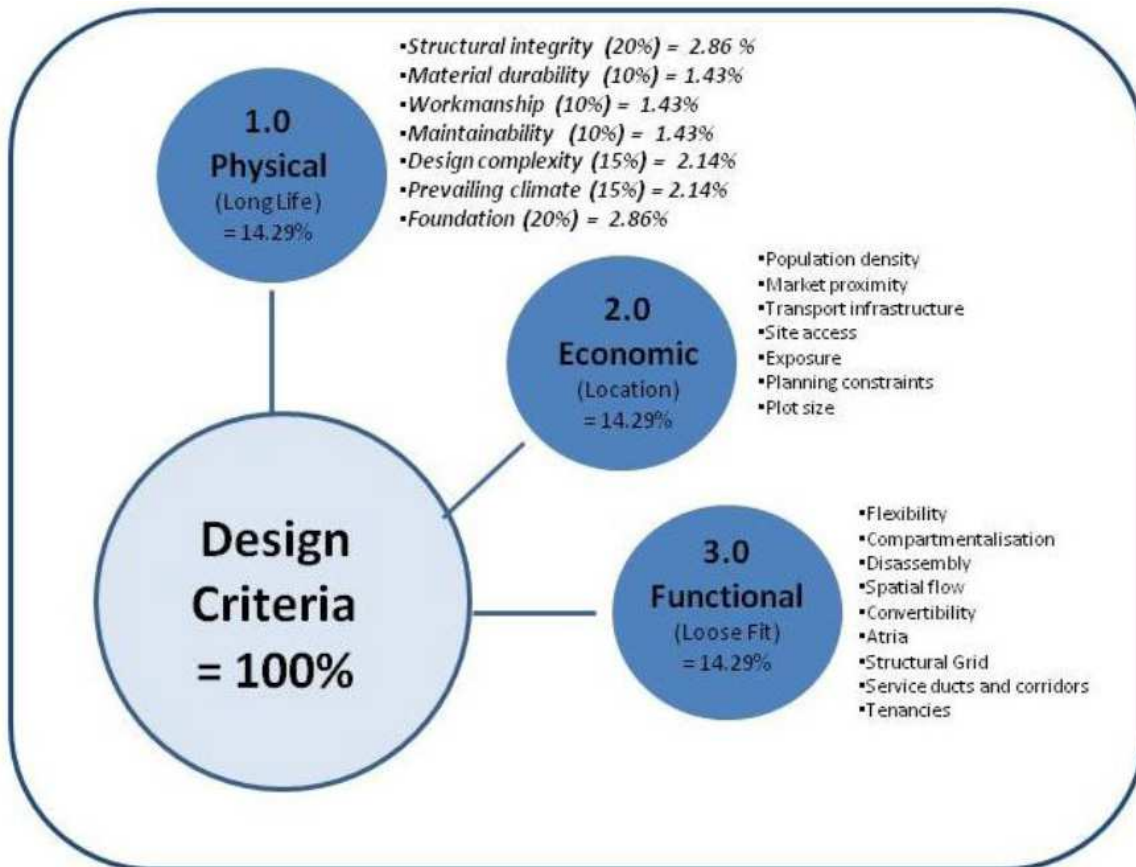 ▪Structural integrity (20%) = 2.86 %
▪Material durability (10%) = 1.43%
▪Workmanship (10%) = 1.43%
▪Maintainability (10%) = 1.43%
▪Design complexity (15%) = 2.14%
▪Prevailing climate (15%) = 2.14%
▪Foundation (20%) = 2.86%
1.0
Physical
(Long Life)
= 14.29%
2.0
Economic
(Location)
= 14.29%
▪Population density
▪Market proximity
▪Transport infrastructure
▪Site access
▪Exposure
▪Planning constraints
▪Plot size
3.0
Functional
(Loose Fit)
= 14.29%
▪Flexibility
▪Compartmentalisation
▪Disassembly
▪Spatial flow
▪Convertibility
▪Atria
▪Structural Grid
▪Service ducts and corridors
▪Tenancies
Design
Criteria
= 100%